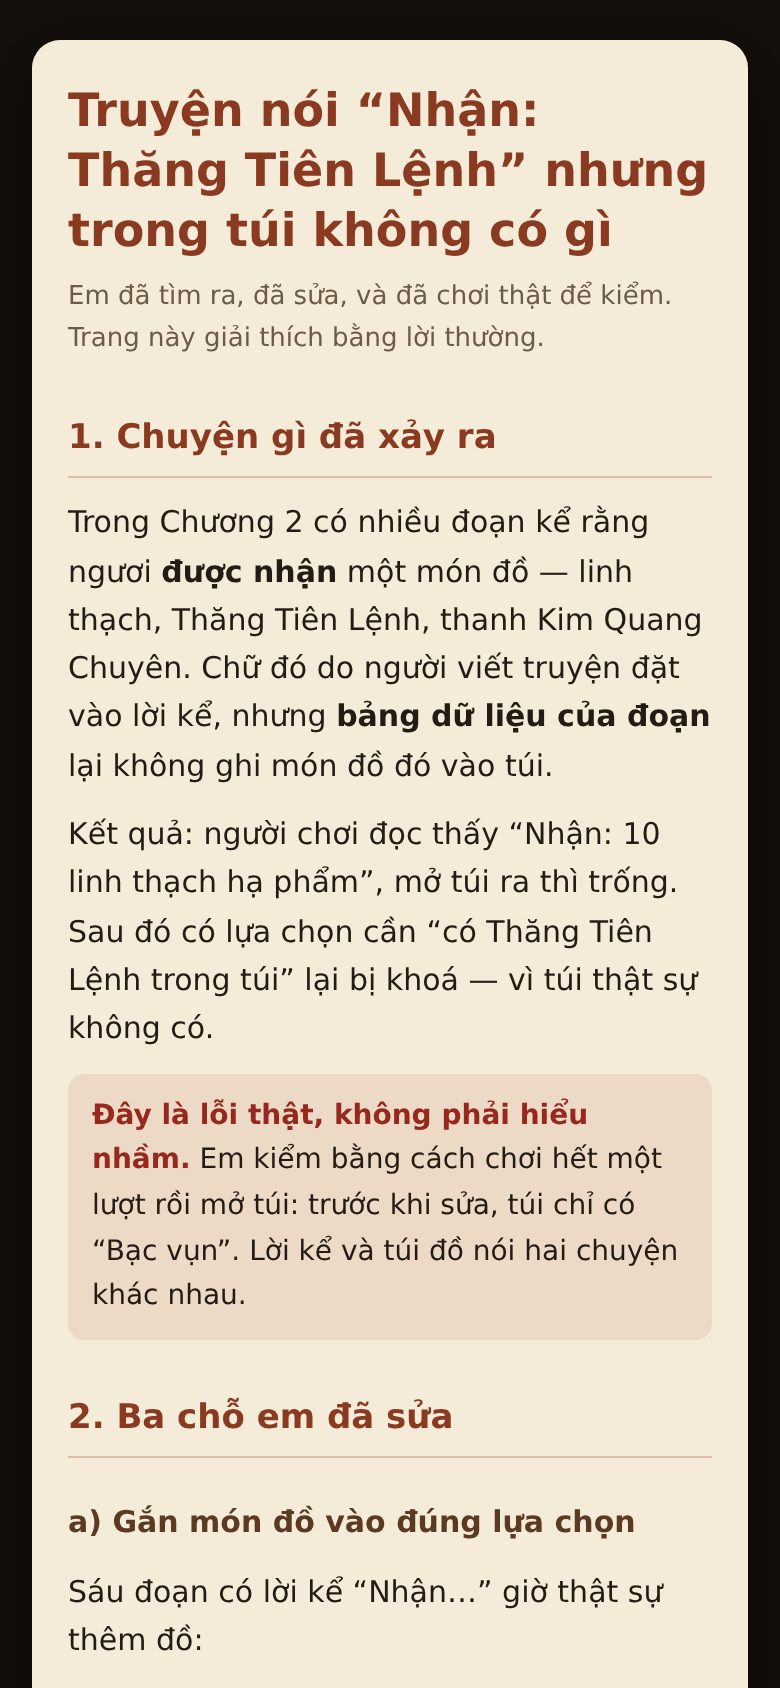 Truyện nói “Nhận:
Thăng Tiên Lệnh” nhưng
trong túi không có gì
Em đã tìm ra, đã sửa, và đã chơi thật để kiểm.
Trang này giải thích bằng lời thường.
1. Chuyện gì đã xảy ra
Trong Chương 2 có nhiều đoạn kể rằng
ngươi được nhận một món đồ — linh
thạch, Thăng Tiên Lệnh, thanh Kim Quang
Chuyên. Chữ đó do người viết truyện đặt
vào lời kể, nhưng bảng dữ liệu của đoạn
lại không ghi món đồ đó vào túi.
Kết quả: người chơi đọc thấy “Nhận: 10
linh thạch hạ phẩm”, mở túi ra thì trống.
Sau đó có lựa chọn cần “có Thăng Tiên
Lệnh trong túi” lại bị khoá — vì túi thật sự
không có.
Đây là lỗi thật, không phải hiểu
nhầm. Em kiểm bằng cách chơi hết một
lượt rồi mở túi: trước khi sửa, túi chỉ có
“Bạc vụn”. Lời kể và túi đồ nói hai chuyện
khác nhau.
2. Ba chỗ em đã sửa
a) Gắn món đồ vào đúng lựa chọn
Sáu đoạn có lời kể “Nhận…” giờ thật sự
thêm đồ: